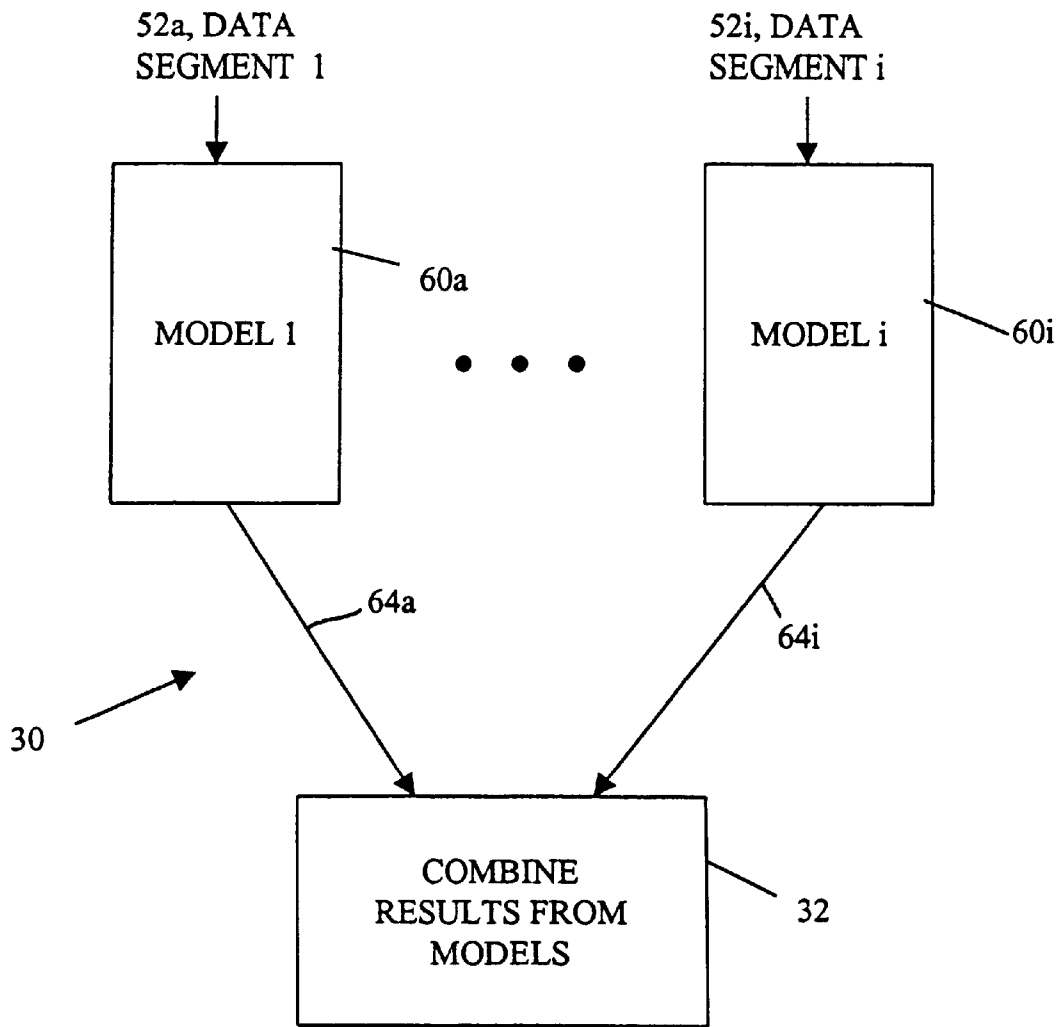 52a, DATA
SEGMENT 1
52i, DATA
SEGMENT i
60a
MODEL 1
MODEL i
60i
64a
64i
30
COMBINE
RESULTS FROM
MODELS
32